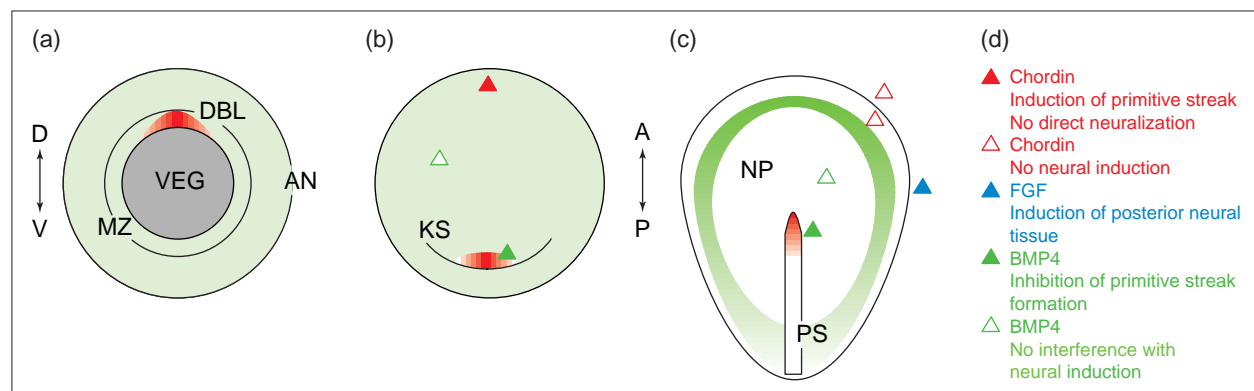 (a)
(b)
(c)
(d)
D
V
DBL
VEG
AN
MZ
KS
A
P
NP
PS
Chordin
Induction of primitive streak
No direct neuralization
Chordin
No neural induction
FGF
Induction of posterior neural
tissue
BMP4
Inhibition of primitive streak
formation
BMP4
No interference with
neural induction